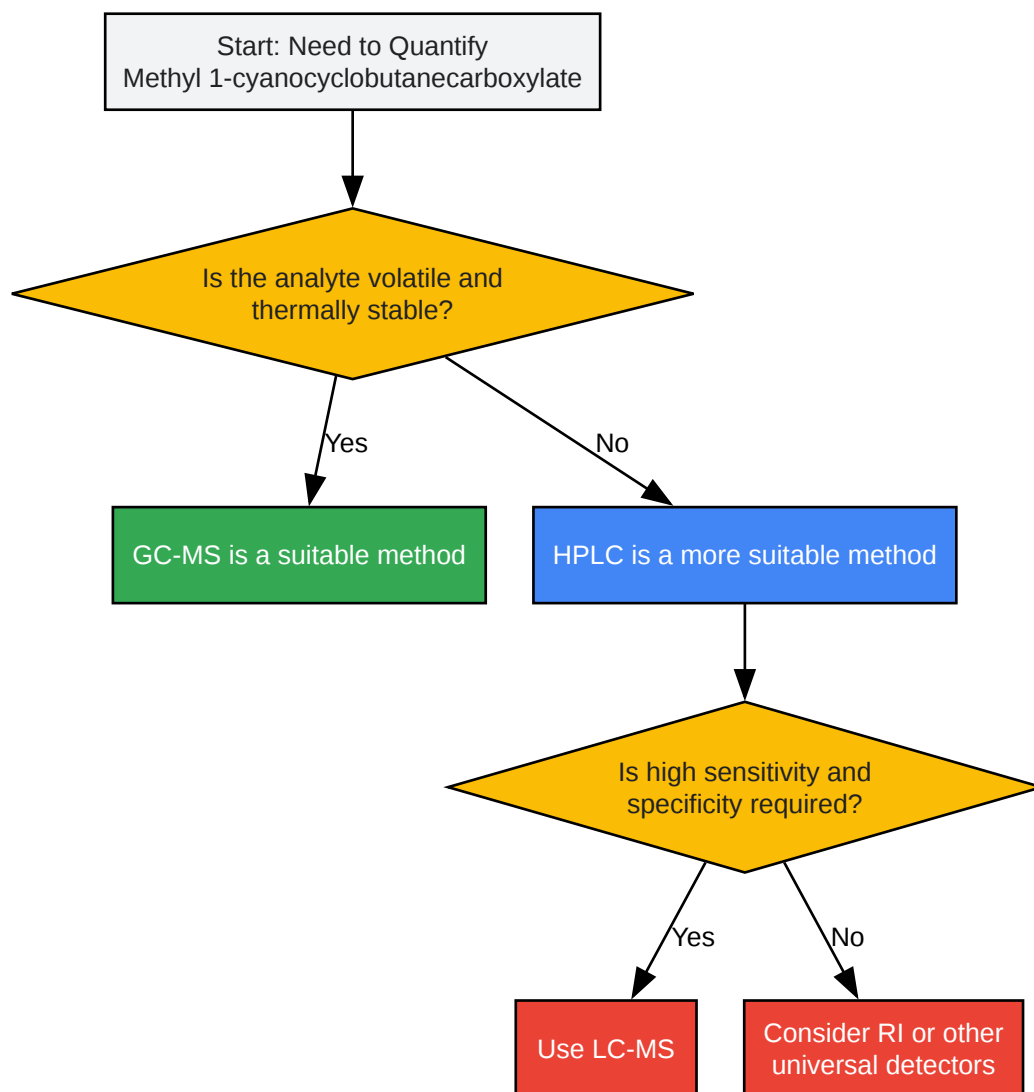 Start: Need to Quantify
Methyl 1-cyanocyclobutanecarboxylate
Is the analyte volatile and
thermally stable?
Yes
No
GC-MS is a suitable method
HPLC is a more suitable method
Is high sensitivity and
specificity required?
Yes
No
Use LC-MS
Consider RI or other
universal detectors